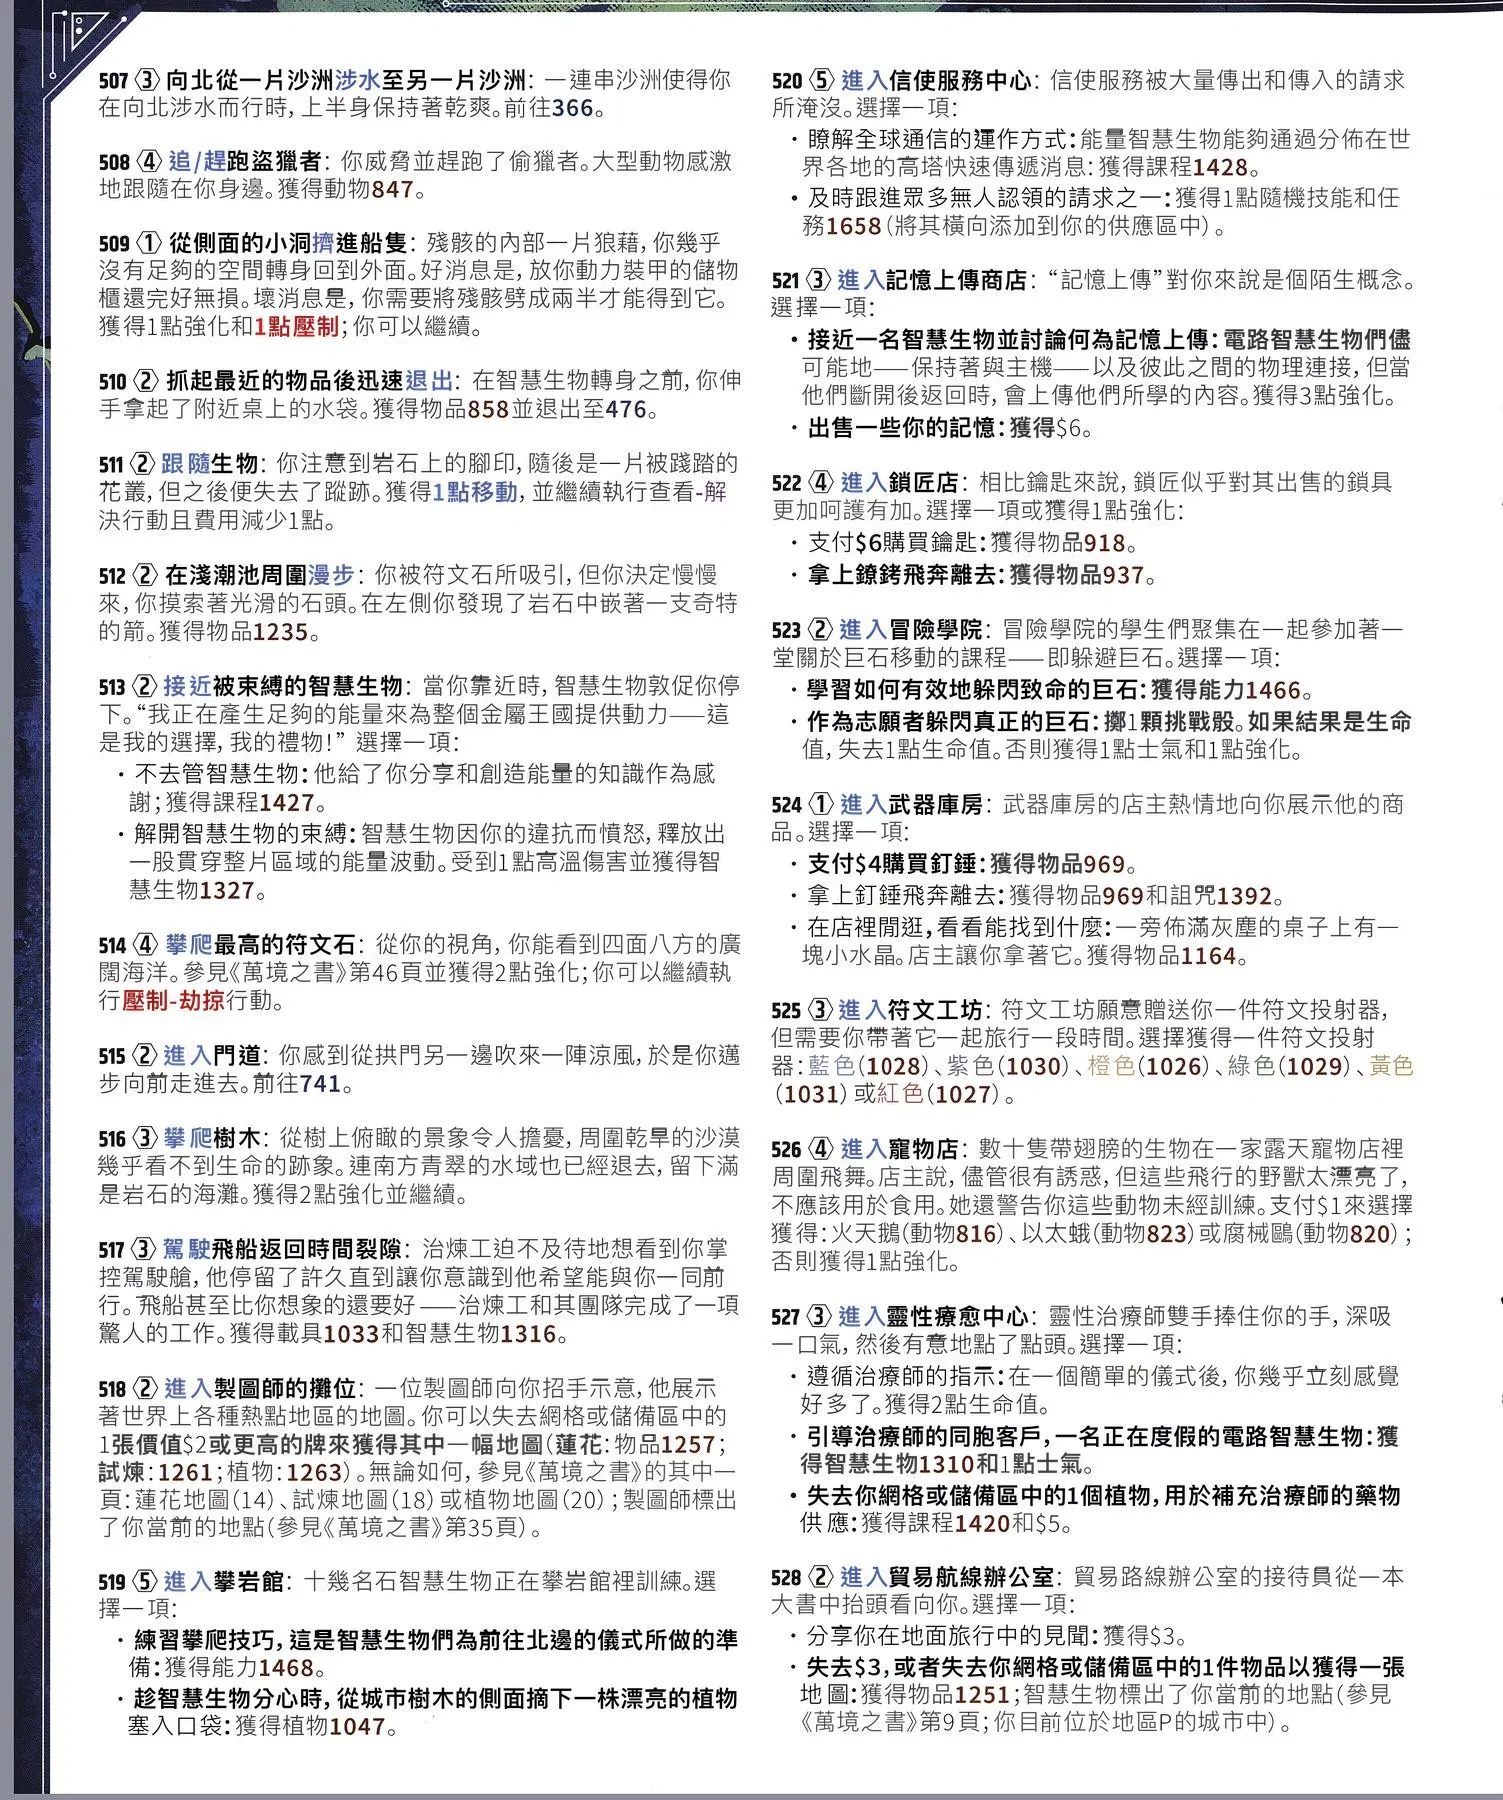 507 3 向北從一片沙洲涉水至另一片沙洲：一連串沙洲使得你
在向北涉水而行時，上半身保持著乾爽。前往366。
508 4 追/趕跑盜獵者：你威脅並趕跑了偷獵者。大型動物感激
地跟隨在你身邊。獲得動物847。
509 1 從側面的小洞擠進船隻：殘骸的內部一片狼藉，你幾乎
沒有足夠的空間轉身回到外面。好消息是，放你動力裝甲的儲物
櫃還完好無損。壞消息是，你需要將殘骸劈成兩半才能得到它。
獲得1點強化和1點壓制；你可以繼續。
510 2 抓起最近的物品後迅速退出：在智慧生物轉身之前，你伸
手拿起了附近桌上的水袋。獲得物品858並退出至476。
511 2 跟隨生物：你注意到岩石上的腳印，隨後是一片被踐踏的
花叢，但之後便失去了蹤跡。獲得1點移動，並繼續執行查看-解
決行動且費用減少1點。
512 2 在淺潮池周圍漫步：你被符文石所吸引，但你決定慢慢
來，你摸索著光滑的石頭。在左側你發現了岩石中嵌著一支奇特
的箭。獲得物品1235。
513 2 接近被束縛的智慧生物：當你靠近時，智慧生物敦促你停
下。“我正在產生足夠的能量來為整個金屬王國提供動力——這
是我的選擇，我的禮物！” 選擇一項：
· 不去管智慧生物：他給了你分享和創造能量的知識作為感
謝；獲得課程1427。
· 解開智慧生物的束縛：智慧生物因你的違抗而憤怒，釋放出
一股貫穿整片區域的能量波動。受到1點高溫傷害並獲得智
慧生物1327。
514 4 攀爬最高的符文石：從你的視角，你能看到四面八方的廣
闊海洋。參見《萬境之書》第46頁並獲得2點強化；你可以繼續執
行壓制-劫掠行動。
515 2 進入門道：你感到從拱門另一邊吹來一陣涼風，於是你邁
步向前走進去。前往741。
516 3 攀爬樹木：從樹上俯瞰的景象令人擔憂，周圍乾旱的沙漠
幾乎看不到生命的跡象。連南方青翠的水域也已經退去，留下滿
是岩石的海灘。獲得2點強化並繼續。
517 3 駕駛飛船返回時間裂隙：治煉工迫不及待地想看到你掌
控駕駛艙，他停留了許久直到讓你意識到他希望能與你一同前
行。飛船甚至比你想象的還要好——治煉工和其團隊完成了一項
驚人的工作。獲得載具1033和智慧生物1316。
518 2 進入製圖師的攤位：一位製圖師向你招手示意，他展示
著世界上各種熱點地區的地圖。你可以失去網格或儲備區中的
1張價值$2或更高的牌來獲得其中一幅地圖（蓮花：物品1257；
試煉：1261；植物：1263）。無論如何，參見《萬境之書》的其中一
頁：蓮花地圖（14）、試煉地圖（18）或植物地圖（20）；製圖師標出
了你當前的地點（參見《萬境之書》第35頁）。
519 5 進入攀岩館：十幾名石智慧生物正在攀岩館裡訓練。選
擇一項：
· 練習攀爬技巧，這是智慧生物們為前往北邊的儀式所做的準
備：獲得能力1468。
· 趁智慧生物分心時，從城市樹木的側面摘下一株漂亮的植物
塞入口袋：獲得植物1047。
520 5 進入信使服務中心：信使服務被大量傳出和傳入的請求
所淹沒。選擇一項：
· 瞭解全球通信的運作方式：能量智慧生物能夠通過分佈在世
界各地的高塔快速傳遞消息：獲得課程1428。
· 及時跟進眾多無人認領的請求之一：獲得1點隨機技能和任
務1658（將其橫向添加到你的供應區中）。
521 3 進入記憶上傳商店：“記憶上傳”對你來說是個陌生概念。
選擇一項：
· 接近一名智慧生物並討論何為記憶上傳：電路智慧生物們儘
可能地——保持著與主機——以及彼此之間的物理連接，但當
他們斷開後返回時，會上傳他們所學的內容。獲得3點強化。
· 出售一些你的記憶：獲得$6。
522 4 進入鎖匠店：相比鑰匙來說，鎖匠似乎對其出售的鎖具
更加呵護有加。選擇一項或獲得1點強化：
· 支付$6購買鑰匙：獲得物品918。
· 拿上鐐銬飛奔離去：獲得物品937。
523 2 進入冒險學院：冒險學院的學生們聚集在一起參加著一
堂關於巨石移動的課程——即躲避巨石。選擇一項：
· 學習如何有效地躲閃致命的巨石：獲得能力1466。
· 作為志願者躲閃真正的巨石：擲1顆挑戰骰。如果結果是生命
值，失去1點生命值。否則獲得1點士氣和1點強化。
524 1 進入武器庫房：武器庫房的店主熱情地向你展示他的商
品。選擇一項：
· 支付$4購買釘錘：獲得物品969。
· 拿上釘錘飛奔離去：獲得物品969和詛咒1392。
· 在店裡閒逛，看看能找到什麼：一旁佈滿灰塵的桌子上有一
塊小水晶。店主讓你拿著它。獲得物品1164。
525 3 進入符文工坊：符文工坊願意贈送你一件符文投射器，
但需要你帶著它一起旅行一段時間。選擇獲得一件符文投射
器：藍色（1028）、紫色（1030）、橙色（1026）、綠色（1029）、黃色
（1031）或紅色（1027）。
526 4 進入寵物店：數十隻帶翅膀的生物在一家露天寵物店裡
周圍飛舞。店主說，儘管很有誘惑，但這些飛行的野獸太漂亮了，
不應該用於食用。她還警告你這些動物未經訓練。支付$1來選擇
獲得：火天鵝（動物816）、以太蛾（動物823）或腐械鷗（動物820）；
否則獲得1點強化。
527 3 進入靈性療愈中心：靈性治療師雙手捧住你的手，深吸
一口氣，然後有意地點了點頭。選擇一項：
· 遵循治療師的指示：在一個簡單的儀式後，你幾乎立刻感覺
好多了。獲得2點生命值。
· 引導治療師的同胞客戶，一名正在度假的電路智慧生物：獲
得智慧生物1310和1點士氣。
· 失去你網格或儲備區中的1個植物，用於補充治療師的藥物
供應：獲得課程1420和$5。
528 2 進入貿易航線辦公室：貿易路線辦公室的接待員從一本
大書中抬頭看向你。選擇一項：
· 分享你在地面旅行中的見聞：獲得$3。
· 失去$3，或者失去你網格或儲備區中的1件物品以獲得一張
地圖：獲得物品1251；智慧生物標出了你當前的地點（參見
《萬境之書》第9頁；你目前位於地區P的城市中）。